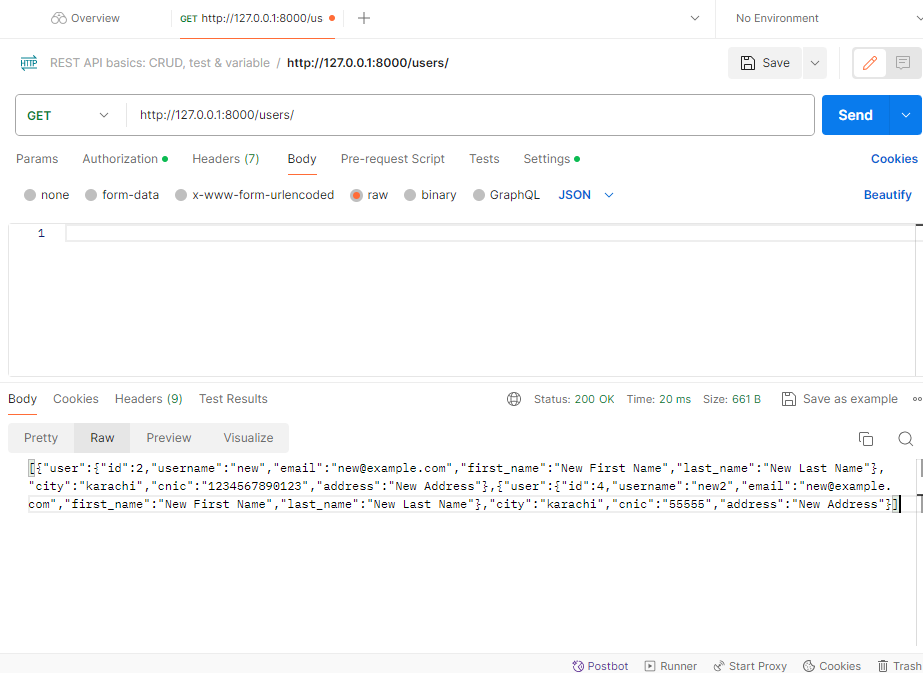 Overview GET http://127.0.0.1:8000/us No Environment
HTTP REST API basics: CRUD, test & variable / http://127.0.0.1:8000/users/ Save
GET http://127.0.0.1:8000/users/ Send
Params Authorization Headers (7) Body Pre-request Script Tests Settings Cookies
none form-data x-www-form-urlencoded raw binary GraphQL JSON Beautify
1
Body Cookies Headers (9) Test Results Status: 200 OK Time: 20 ms Size: 661 B Save as example
Pretty Raw Preview Visualize
[{"user":{"id":2,"username":"new","email":"new@example.com","first_name":"New First Name","last_name":"New Last Name"},
"city":"karachi","cnic":"1234567890123","address":"New Address"},{"user":{"id":4,"username":"new2","email":"new@example.
com","first_name":"New First Name","last_name":"New Last Name"},"city":"karachi","cnic":"55555","address":"New Address"}]
Postbot Runner Start Proxy Cookies Trash